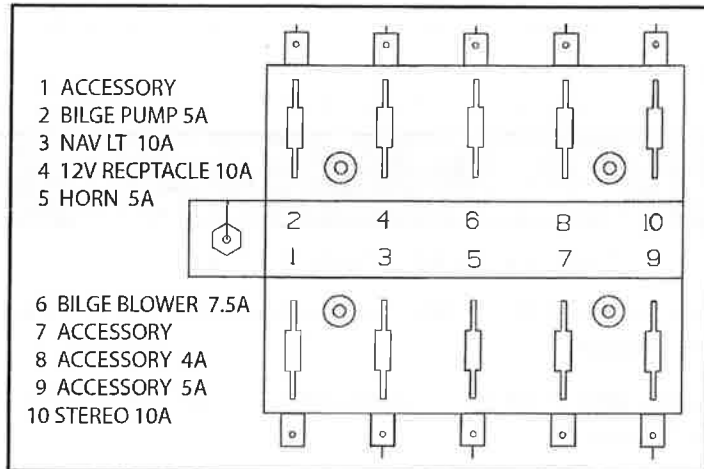 1 ACCESSORY
2 BILGE PUMP 5A
3 NAV LT 10A
4 12V RECPTACLE 10A
5 HORN 5A
2 4 6 8 10
1 3 5 7 9
6 BILGE BLOWER 7.5A
7 ACCESSORY
8 ACCESSORY 4A
9 ACCESSORY 5A
10 STEREO 10A